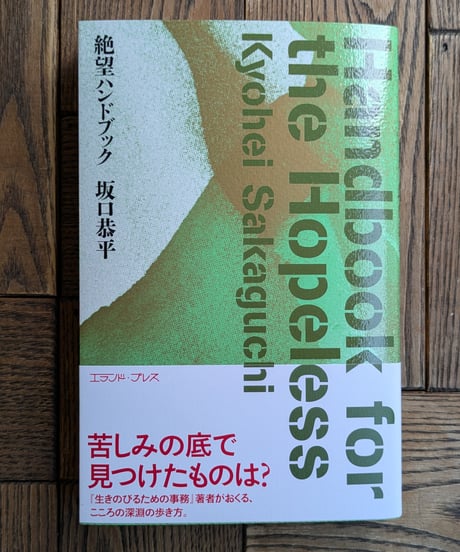 絶望ハンドブック 坂口恭平
Handbook for
the Hopeless
Kyohei Sakaguchi
エランド・プレス
苦しみの底で
見つけたものは?
『生きのびるための事務』著者がおくる、
こころの深淵の歩き方。